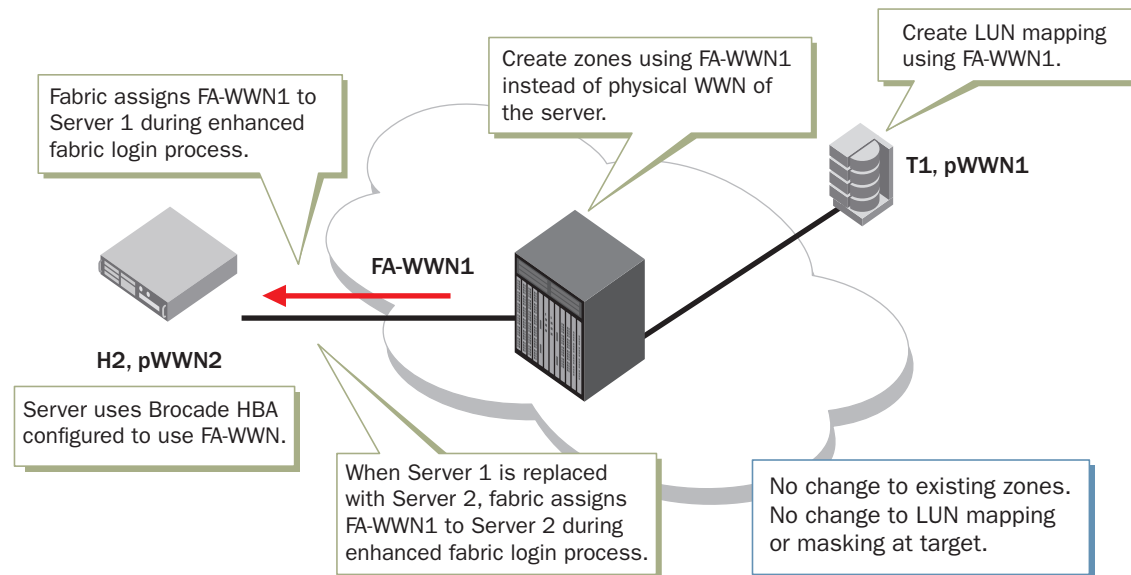 Fabric assigns FA-WWN1 to
Server 1 during enhanced
fabric login process.
Create zones using FA-WWN1
instead of physical WWN of
the server.
Create LUN mapping
using FA-WWN1.
T1, pWWN1
FA-WWN1
H2, pWWN2
Server uses Brocade HBA
configured to use FA-WWN.
When Server 1 is replaced
with Server 2, fabric assigns
FA-WWN1 to Server 2 during
enhanced fabric login process.
No change to existing zones.
No change to LUN mapping
or masking at target.